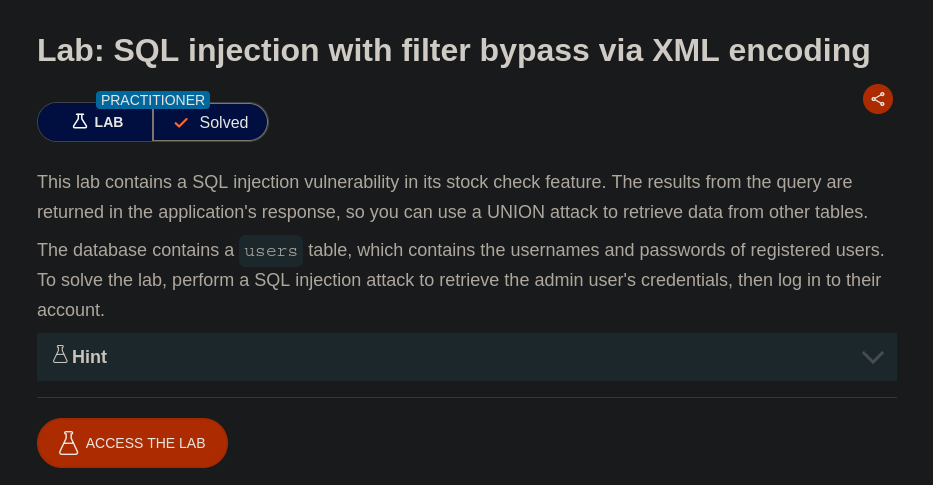 Lab: SQL injection with filter bypass via XML encoding
PRACTITIONER
LAB
Solved
This lab contains a SQL injection vulnerability in its stock check feature. The results from the query are
returned in the application's response, so you can use a UNION attack to retrieve data from other tables.
The database contains a users table, which contains the usernames and passwords of registered users.
To solve the lab, perform a SQL injection attack to retrieve the admin user's credentials, then log in to their
account.
Hint
ACCESS THE LAB